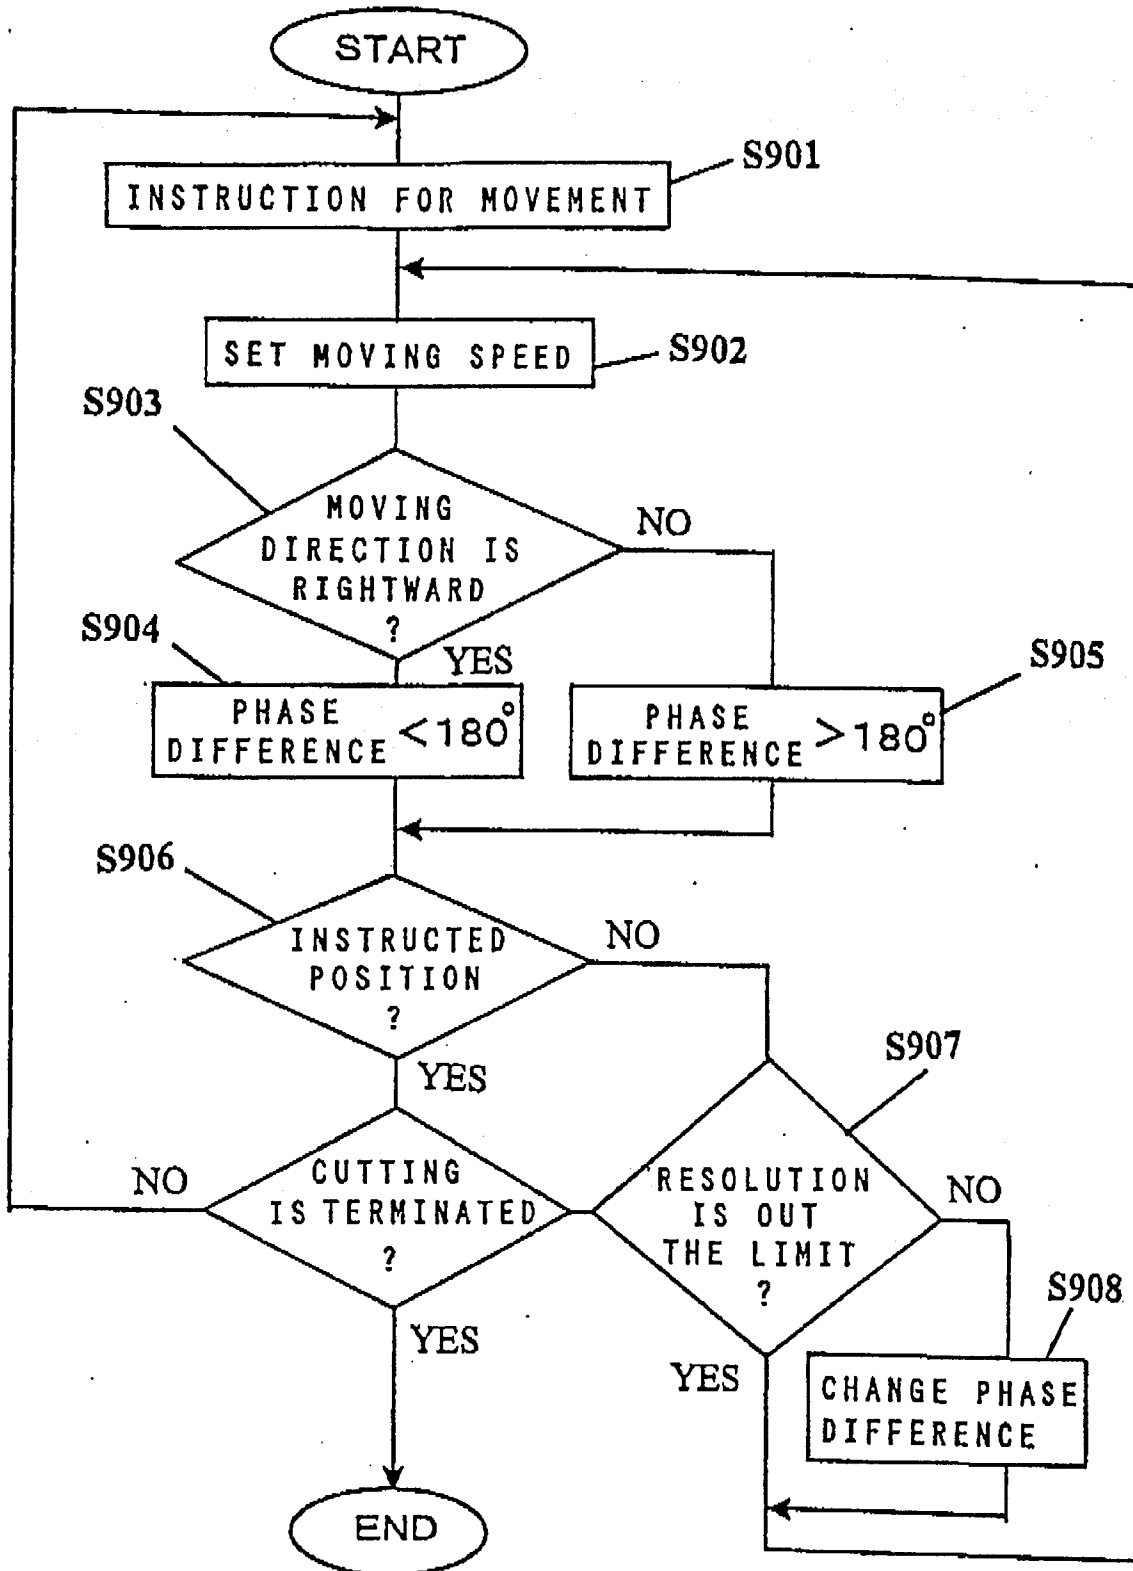 START
S901
INSTRUCTION FOR MOVEMENT
SET MOVING SPEED
S902
S903
MOVING
DIRECTION IS
RIGHTWARD
?
NO
S904
YES
S905
PHASE
DIFFERENCE < 180°
PHASE
DIFFERENCE > 180°
S906
INSTRUCTED
POSITION
?
NO
YES
S907
CUTTING
IS TERMINATED
?
NO
YES
RESOLUTION
IS OUT
THE LIMIT
?
NO
YES
S908
CHANGE PHASE
DIFFERENCE
END